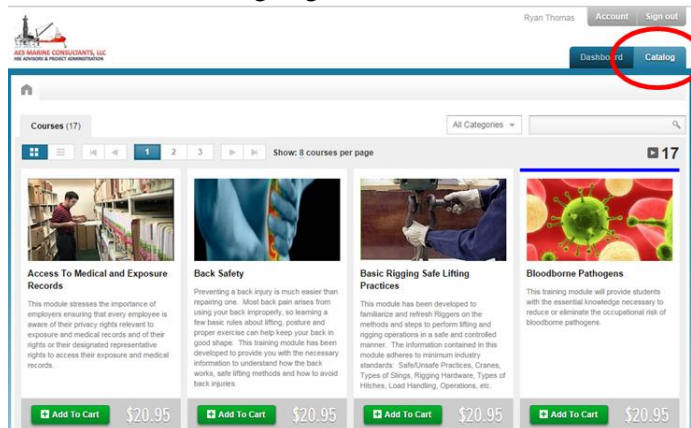 Ryan Thomas Account Sign out
AES MARINE CONSULTANTS, LLC
HSE ADVISORS & PROJECT ADMINISTRATION
Dashboard Catalog
Courses (17) All Categories
1 2 3 Show: 8 courses per page 17
Access To Medical and Exposure
Records
This module stresses the importance of
employers ensuring that every employee is
aware of their privacy rights relevant to
exposure and medical records and of their
rights or their designated representative
rights to access their exposure and medical
records.
Back Safety
Preventing a back injury is much easier than
repairing one. Most back pain arises from
using your back improperly, so learning a
few basic rules about lifting, posture and
proper exercise can help keep your back in
good shape. This training module has been
developed to provide you with the necessary
information to understand how the back
works, safe lifting methods and how to avoid
back injuries.
Basic Rigging Safe Lifting
Practices
This module has been developed to
familiarize and refresh Riggers on the
methods and steps to perform lifting and
rigging operations in a safe and controlled
manner. The information contained in this
module adheres to minimum industry
standards: Safe/Unsafe Practices, Cranes,
Types of Slings, Rigging Hardware, Types of
Hitches, Load Handling, Operations, etc.
Bloodborne Pathogens
This training module will provide students
with the essential knowledge necessary to
reduce or eliminate the occupational risk of
bloodborne pathogens.
Add To Cart $20.95
Add To Cart $20.95
Add To Cart $20.95
Add To Cart $20.95